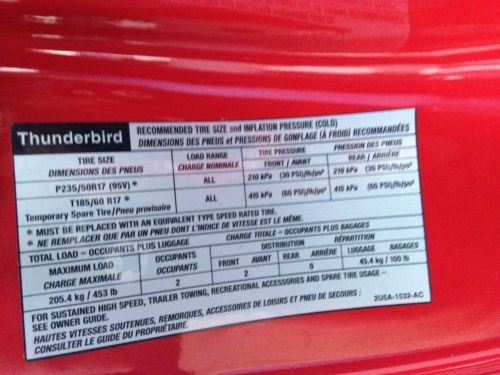 Thunderbird
RECOMMENDED TIRE SIZE and INFLATION PRESSURE (COLD)
DIMENSIONS DES PNEUS et PRESSIONS DE GONFLAGE (À FROID) RECOMMANDÉES
TIRE SIZE LOAD RANGE TIRE PRESSURE PRESSION DES PNEUS
DIMENSIONS DES PNEUS CHARGE NOMINALE FRONT / AVANT REAR / ARRIÈRE
P235/50R17 (95V) * ALL 210 kPa (30 PSI)/lb/po² 210 kPa (30 PSI)/lb/po²
T185/60 R17 * ALL 415 kPa (60 PSI)/lb/po² 415 kPa (60 PSI)/lb/po²
Temporary Spare Tire/Pneu provisoire
* MUST BE REPLACED WITH AN EQUIVALENT TYPE SPEED RATED TIRE.
* NE REMPLACER QUE PAR UN PNEU DONT L'INDICE DE VITESSE EST LE MÊME.
TOTAL LOAD = OCCUPANTS PLUS LUGGAGE CHARGE TOTALE = OCCUPANTS PLUS BAGAGES
MAXIMUM LOAD OCCUPANTS DISTRIBUTION RÉPARTITION
CHARGE MAXIMALE OCCUPANTS FRONT AVANT REAR ARRIÈRE LUGGAGE BAGAGES
205.4 kg / 453 lb 2 2 0 45.4 kg / 100 lb
FOR SUSTAINED HIGH SPEED, TRAILER TOWING, RECREATIONAL ACCESSORIES AND SPARE TIRE USAGE –
SEE OWNER GUIDE.
HAUTES VITESSES SOUTENUES, REMORQUES, ACCESSOIRES DE LOISIRS ET PNEU DE SECOURS :
CONSULTER LE GUIDE DU PROPRIÉTAIRE. 2USA-1532-AC